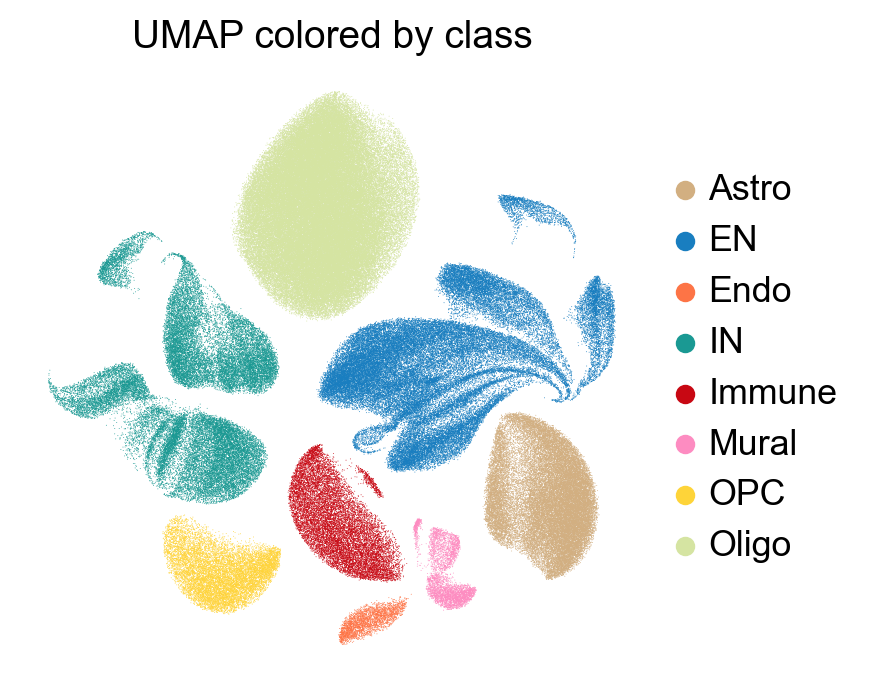 UMAP colored by class
Astro
EN
Endo
IN
Immune
Mural
OPC
Oligo